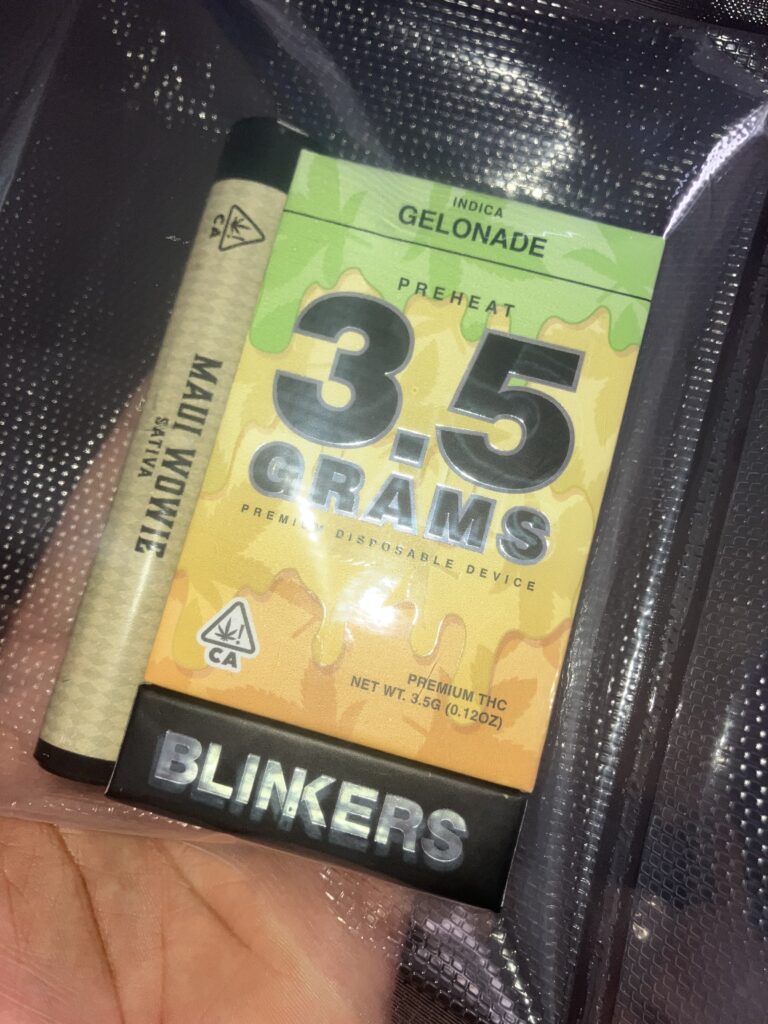 CA
MAUI WOWIE
SATIVA
INDICA
GELONADE
PREHEAT
3.5
GRAMS
PREMIUM DISPOSABLE DEVICE
CA
PREMIUM THC
NET WT. 3.5G (0.12OZ)
BLINKERS